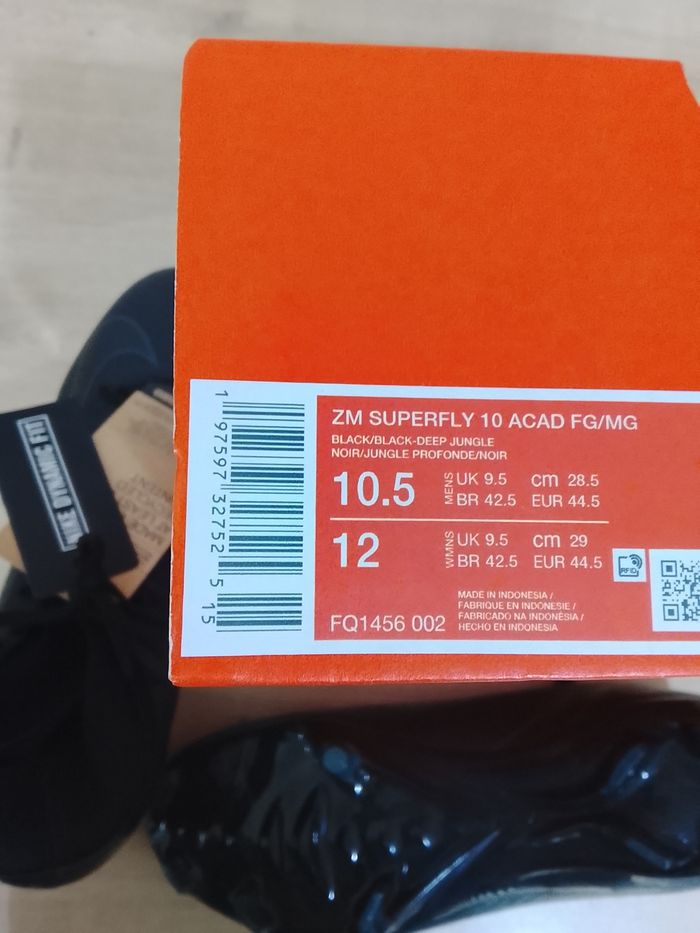 ZM SUPERFLY 10 ACAD FG/MG
BLACK/BLACK-DEEP JUNGLE
NOIR/JUNGLE PROFONDE/NOIR
10.5 MENS UK 9.5 cm 28.5
BR 42.5 EUR 44.5
12 WMNS UK 9.5 cm 29
BR 42.5 EUR 44.5
RFID
FQ1456 002
MADE IN INDONESIA /
FABRIQUE EN INDONESIE /
FABRICADO NA INDONÉSIA /
HECHO EN INDONESIA
1 97597 32752 5 15
NIKE DYNAMIC FIT